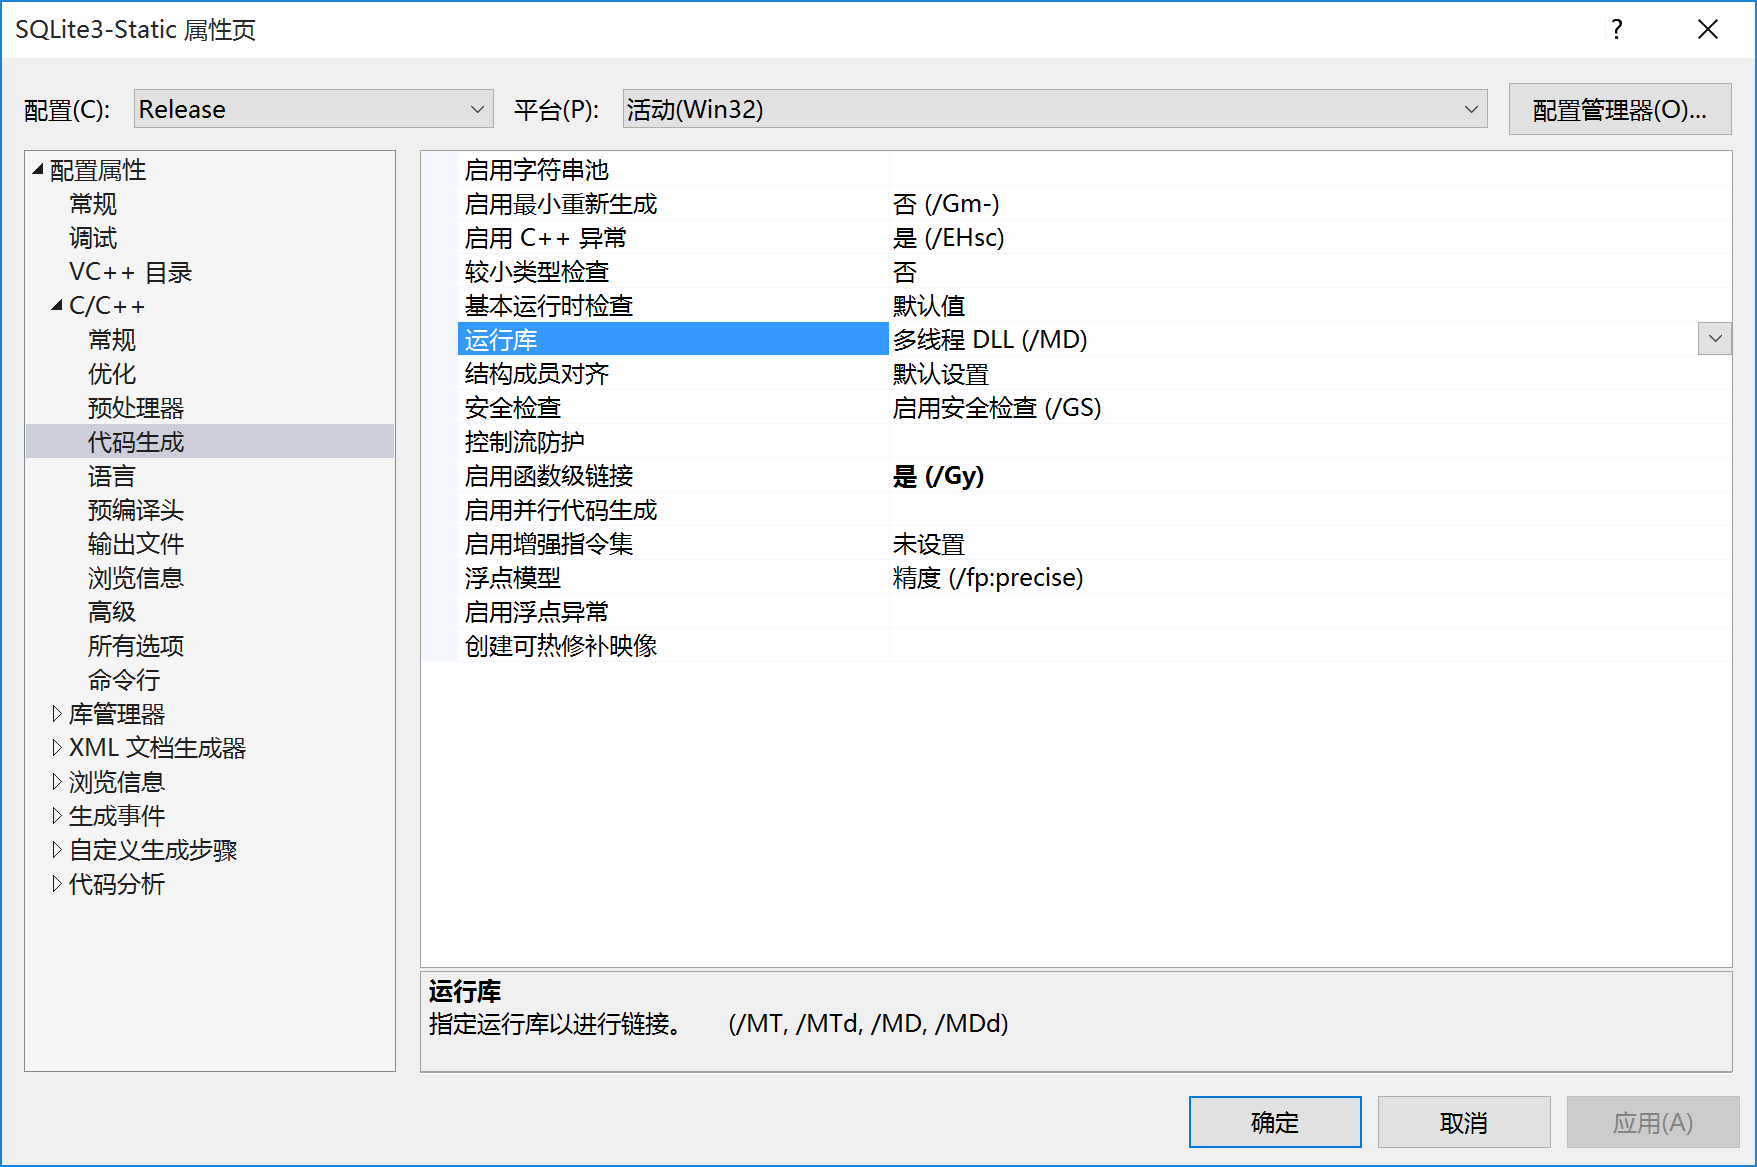 SQLite3-Static 属性页
?
配置(C):
Release
平台(P):
活动(Win32)
配置管理器(O)...
配置属性
常规
调试
VC++ 目录
C/C++
常规
优化
预处理器
代码生成
语言
预编译头
输出文件
浏览信息
高级
所有选项
命令行
库管理器
XML 文档生成器
浏览信息
生成事件
自定义生成步骤
代码分析
启用字符串池
启用最小重新生成 否 (/Gm-)
启用 C++ 异常 是 (/EHsc)
较小类型检查 否
基本运行时检查 默认值
运行库 多线程 DLL (/MD)
结构成员对齐 默认设置
安全检查 启用安全检查 (/GS)
控制流防护
启用函数级链接 是 (/Gy)
启用并行代码生成
启用增强指令集 未设置
浮点模型 精度 (/fp:precise)
启用浮点异常
创建可热修补映像
运行库
指定运行库以进行链接。 (/MT, /MTd, /MD, /MDd)
确定
取消
应用(A)